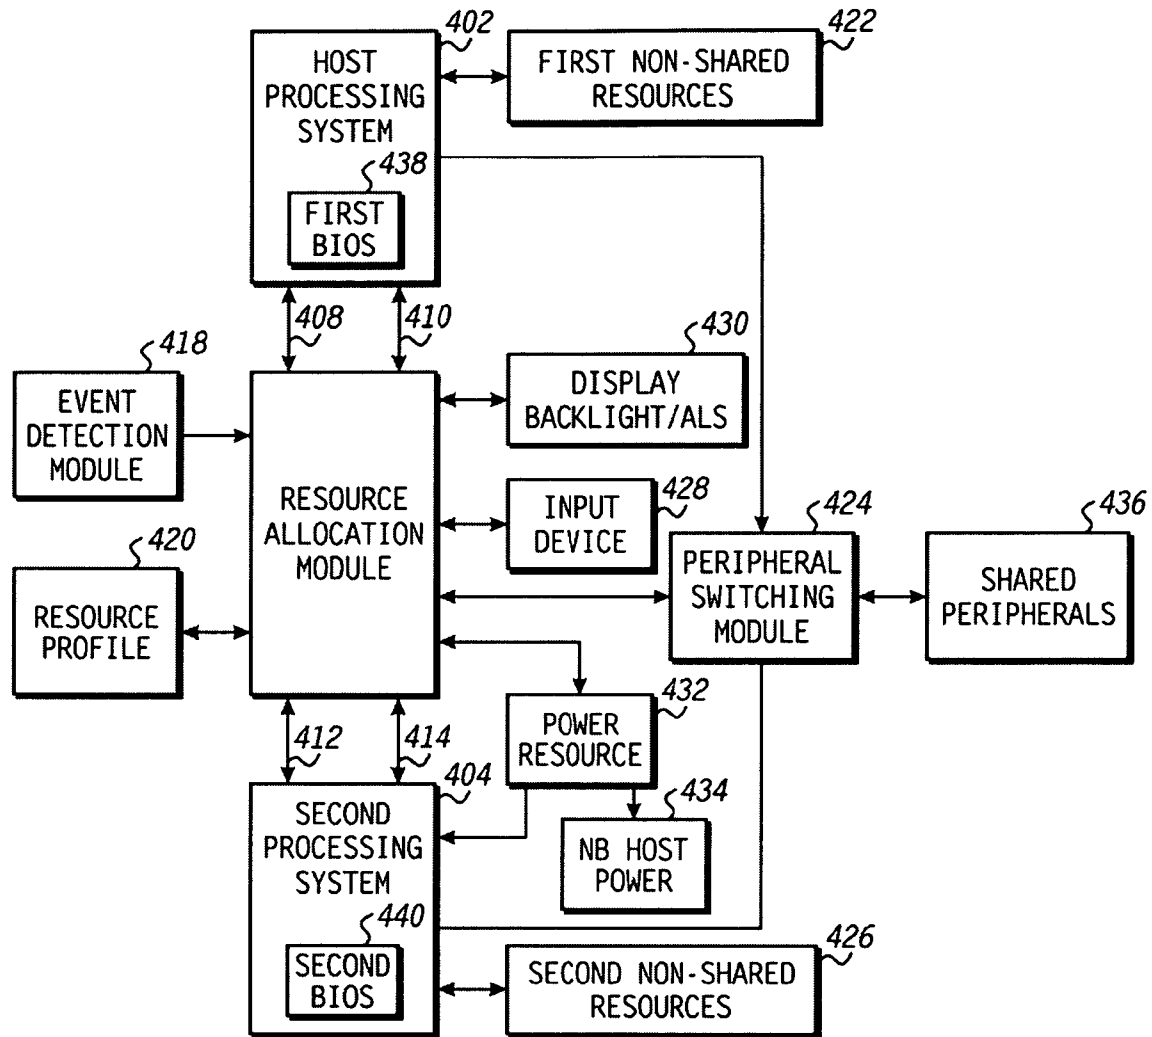 402
HOST
PROCESSING
SYSTEM
438
FIRST
BIOS
422
FIRST NON-SHARED
RESOURCES
408
410
418
EVENT
DETECTION
MODULE
430
DISPLAY
BACKLIGHT/ALS
RESOURCE
ALLOCATION
MODULE
428
INPUT
DEVICE
424
PERIPHERAL
SWITCHING
MODULE
436
SHARED
PERIPHERALS
420
RESOURCE
PROFILE
432
POWER
RESOURCE
412
414
404
SECOND
PROCESSING
SYSTEM
434
NB HOST
POWER
440
SECOND
BIOS
426
SECOND NON-SHARED
RESOURCES